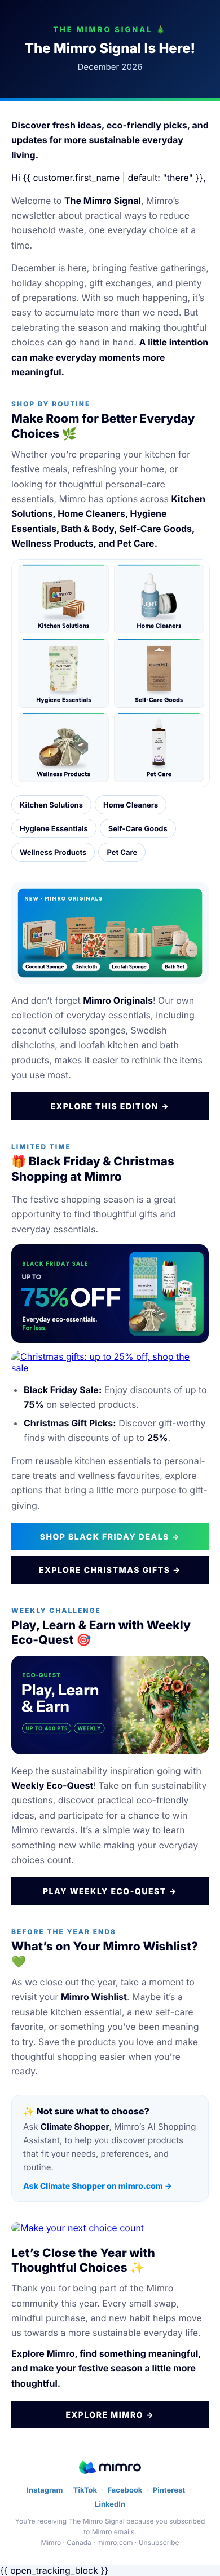 THE MIMRO SIGNAL 🌲
The Mimro Signal Is Here!
December 2026
Discover fresh ideas, eco-friendly picks, and
updates for more sustainable everyday
living.
Hi {{ customer.first_name | default: "there" }},
Welcome to The Mimro Signal, Mimro’s
newsletter about practical ways to reduce
household waste, one everyday choice at a
time.
December is here, bringing festive gatherings,
holiday shopping, gift exchanges, and plenty
of preparations. With so much happening, it’s
easy to accumulate more than we need. But
celebrating the season and making thoughtful
choices can go hand in hand. A little intention
can make everyday moments more
meaningful.
SHOP BY ROUTINE
Make Room for Better Everyday
Choices 🌿
Whether you’re preparing your kitchen for
festive meals, refreshing your home, or
looking for thoughtful personal-care
essentials, Mimro has options across Kitchen
Solutions, Home Cleaners, Hygiene
Essentials, Bath & Body, Self-Care Goods,
Wellness Products, and Pet Care.
Kitchen Solutions
Home Cleaners
Hygiene Essentials
Self-Care Goods
Wellness Products
Pet Care
Kitchen Solutions
Home Cleaners
Hygiene Essentials
Self-Care Goods
Wellness Products
Pet Care
NEW · MIMRO ORIGINALS
Coconut Sponge
Dishcloth
Loofah Sponge
Bath Set
And don’t forget Mimro Originals! Our own
collection of everyday essentials, including
coconut cellulose sponges, Swedish
dishcloths, and loofah kitchen and bath
products, makes it easier to rethink the items
you use most.
EXPLORE THIS EDITION →
LIMITED TIME
🎁 Black Friday & Christmas
Shopping at Mimro
The festive shopping season is a great
opportunity to find thoughtful gifts and
everyday essentials.
BLACK FRIDAY SALE
UP TO
75% OFF
Everyday eco-essentials.
For less.
Christmas gifts: up to 25% off, shop the
sale
• Black Friday Sale: Enjoy discounts of up to
75% on selected products.
• Christmas Gift Picks: Discover gift-worthy
finds with discounts of up to 25%.
From reusable kitchen essentials to personal-
care treats and wellness favourites, explore
options that bring a little more purpose to gift-
giving.
SHOP BLACK FRIDAY DEALS →
EXPLORE CHRISTMAS GIFTS →
WEEKLY CHALLENGE
Play, Learn & Earn with Weekly
Eco-Quest 🎯
ECO-QUEST
Play, Learn
& Earn
UP TO 400 PTS
WEEKLY
Keep the sustainability inspiration going with
Weekly Eco-Quest! Take on fun sustainability
questions, discover practical eco-friendly
ideas, and participate for a chance to win
Mimro rewards. It’s a simple way to learn
something new while making your everyday
choices count.
PLAY WEEKLY ECO-QUEST →
BEFORE THE YEAR ENDS
What’s on Your Mimro Wishlist?
💚
As we close out the year, take a moment to
revisit your Mimro Wishlist. Maybe it’s a
reusable kitchen essential, a new self-care
favorite, or something you’ve been meaning
to try. Save the products you love and make
thoughtful shopping easier when you’re
ready.
✨ Not sure what to choose?
Ask Climate Shopper, Mimro’s AI Shopping
Assistant, to help you discover products
that fit your needs, preferences, and
routine.
Ask Climate Shopper on mimro.com →
Make your next choice count
Let’s Close the Year with
Thoughtful Choices ✨
Thank you for being part of the Mimro
community this year. Every small swap,
mindful purchase, and new habit helps move
us towards a more sustainable everyday life.
Explore Mimro, find something meaningful,
and make your festive season a little more
thoughtful.
EXPLORE MIMRO →
mimro
Instagram · TikTok · Facebook · Pinterest ·
LinkedIn
You’re receiving The Mimro Signal because you subscribed
to Mimro emails.
Mimro · Canada · mimro.com · Unsubscribe
{{ open_tracking_block }}